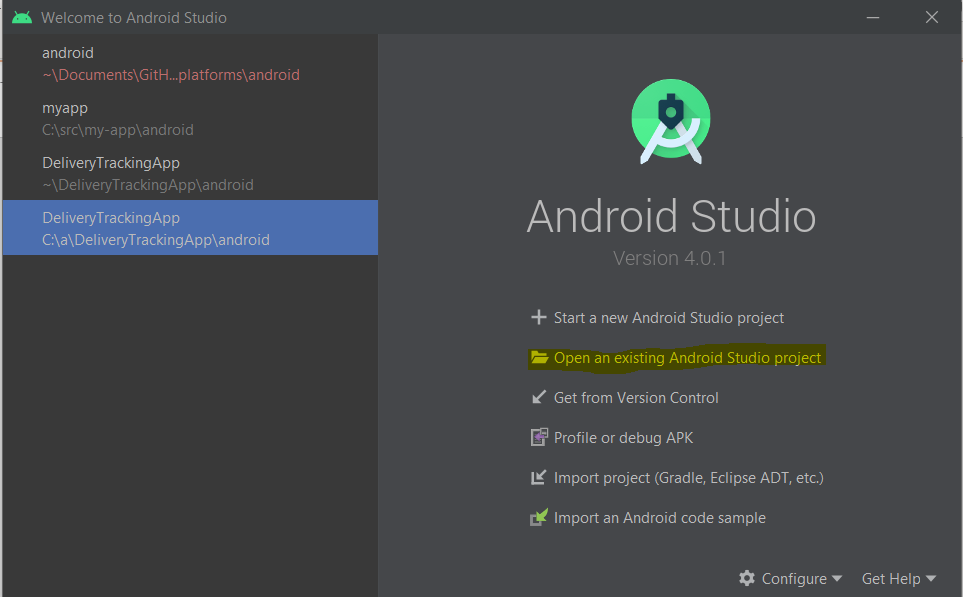 Welcome to Android Studio
android
~\Documents\GitH...platforms\android
myapp
C:\src\my-app\android
DeliveryTrackingApp
~\DeliveryTrackingApp\android
DeliveryTrackingApp
C:\a\DeliveryTrackingApp\android
Android Studio
Version 4.0.1
Start a new Android Studio project
Open an existing Android Studio project
Get from Version Control
Profile or debug APK
Import project (Gradle, Eclipse ADT, etc.)
Import an Android code sample
Configure
Get Help